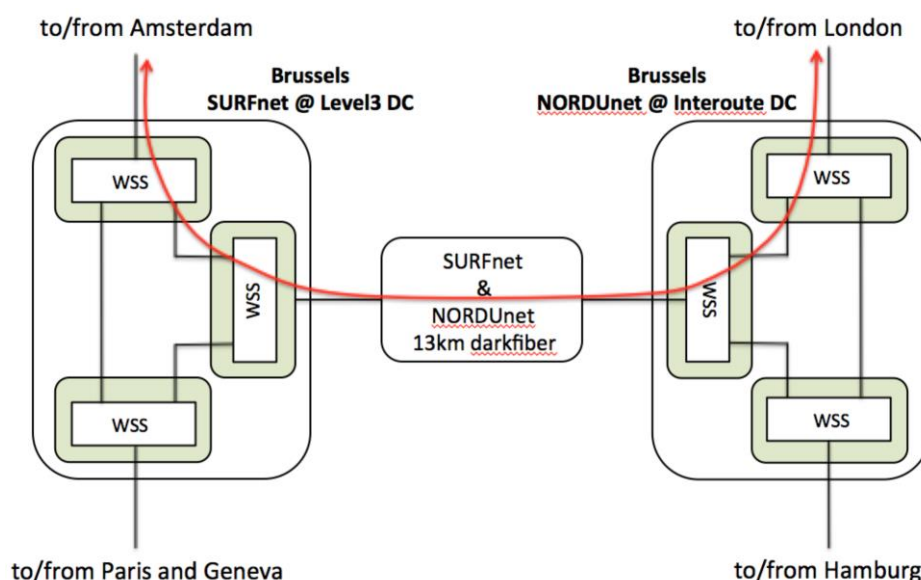 to/from Amsterdam
to/from London
Brussels
SURFnet @ Level3 DC
Brussels
NORDUnet @ Interoute DC
WSS
WSS
WSS
SURFnet
&
NORDUnet
13km darkfiber
WSS
WSS
WSS
to/from Paris and Geneva
to/from Hamburg